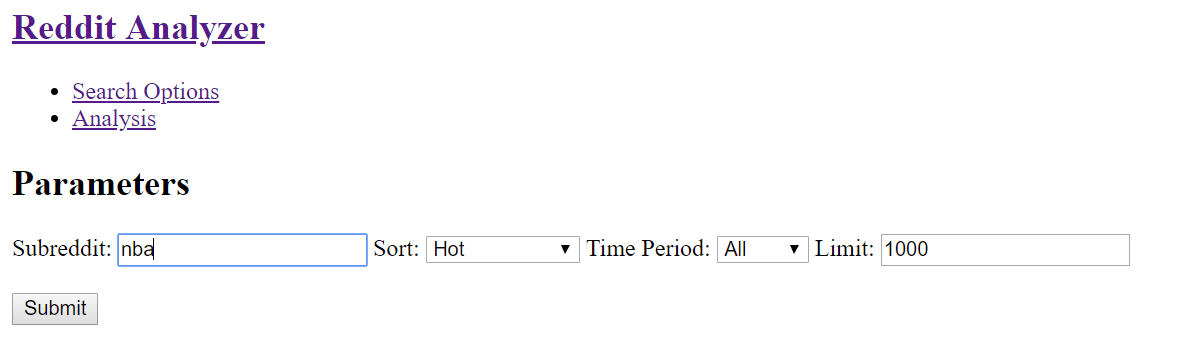 Reddit Analyzer
Search Options
Analysis
Parameters
Subreddit: nba Sort: Hot Time Period: All Limit: 1000
Submit